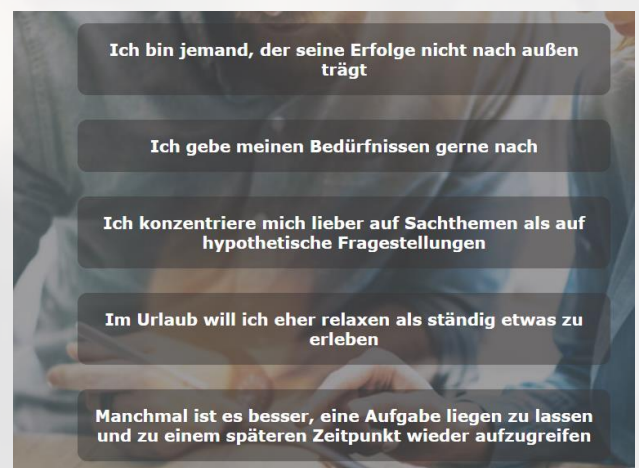 Ich bin jemand, der seine Erfolge nicht nach außen
trägt
Ich gebe meinen Bedürfnissen gerne nach
Ich konzentriere mich lieber auf Sachthemen als auf
hypothetische Fragestellungen
Im Urlaub will ich eher relaxen als ständig etwas zu
erleben
Manchmal ist es besser, eine Aufgabe liegen zu lassen
und zu einem späteren Zeitpunkt wieder aufzugreifen